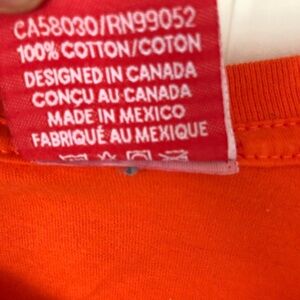 CA58030/RN99052
100% COTTON/COTON
DESIGNED IN CANADA
CONÇU AU CANADA
MADE IN MEXICO
FABRIQUÉ AU MEXIQUE